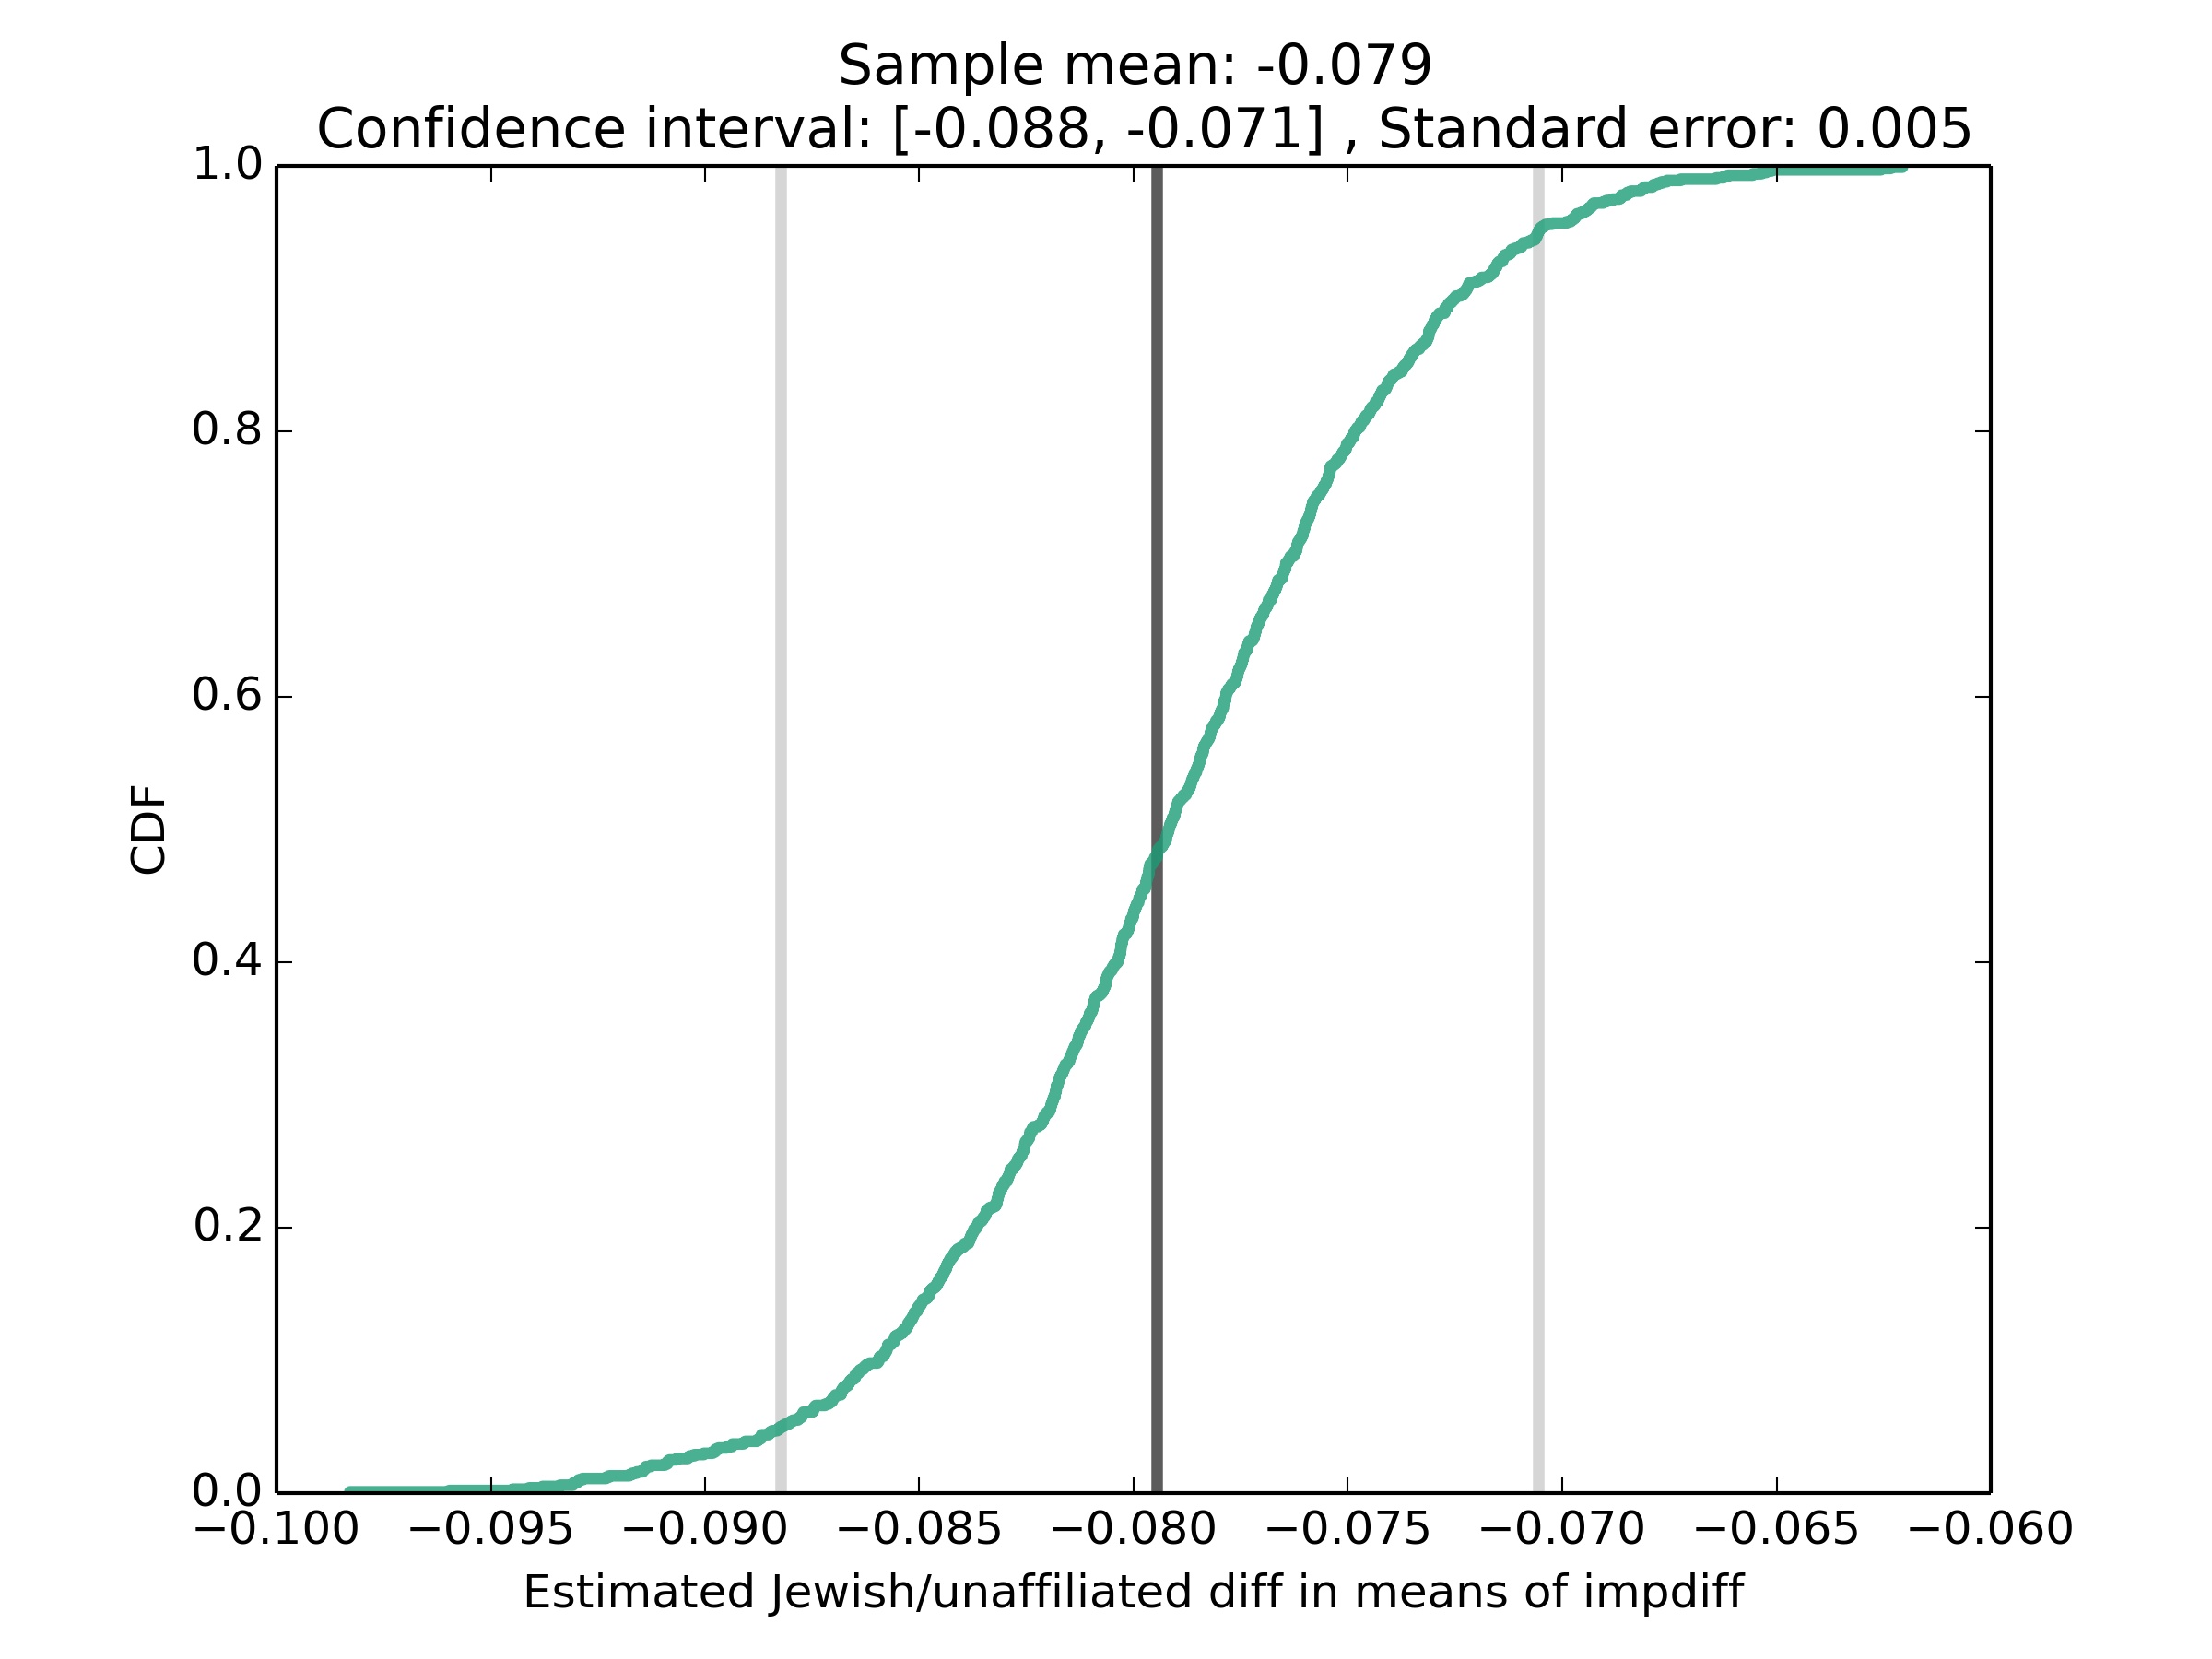 Sample mean: -0.079
Confidence interval: [-0.088, -0.071] , Standard error: 0.005
1.0
0.8
0.6
0.4
0.2
0.0
CDF
−0.100 −0.095 −0.090 −0.085 −0.080 −0.075 −0.070 −0.065 −0.060
Estimated Jewish/unaffiliated diff in means of impdiff